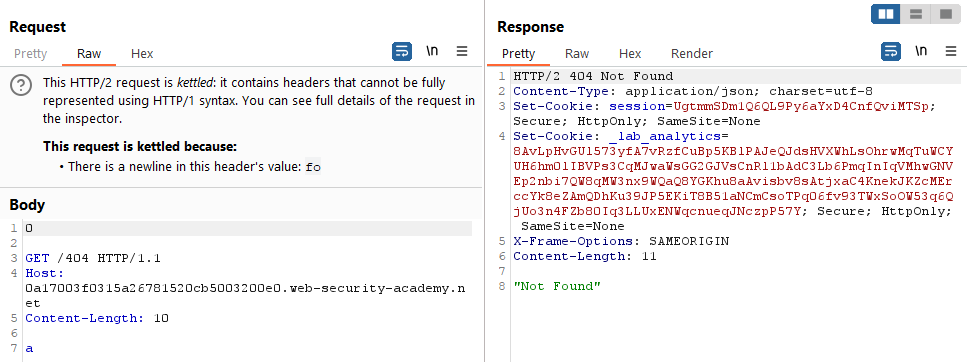 Request
Pretty Raw Hex
\n
This HTTP/2 request is kettled: it contains headers that cannot be fully
represented using HTTP/1 syntax. You can see full details of the request in
the inspector.
This request is kettled because:
• There is a newline in this header's value: fo
Body
1 0
2
3 GET /404 HTTP/1.1
4 Host:
0a17003f0315a26781520cb5003200e0.web-security-academy.n
et
5 Content-Length: 10
6
7 a
Response
Pretty Raw Hex Render
\n
1 HTTP/2 404 Not Found
2 Content-Type: application/json; charset=utf-8
3 Set-Cookie: session=UgtmmSDm1Q6QL9Py6aYxD4CnfQviMTSp;
Secure; HttpOnly; SameSite=None
4 Set-Cookie: _lab_analytics=
8AvLpHvGUl573yfA7vRzfCuBp5KB1PAJeQJdsHVXWhLsOhrwMqTuWCY
UH6hm01IBVPs3CqMJwaWsGG2GJVsCnR1lbAdC3Lb6PmqInIqVMhwGNV
Ep2nbi7QW8qMW3nx9WQaQ8YGKhu8aAvisbv8sAtjxaC4KnekJKZcMEr
ccYk8eZAmQDhKu39JP5EKiT8B51aNCmCsoTPq06fv93TWxSoOW53q6Q
jUo3n4FZb80Iq3LLUxENWqcnueqJNczpP57Y; Secure; HttpOnly;
SameSite=None
5 X-Frame-Options: SAMEORIGIN
6 Content-Length: 11
7
8 "Not Found"